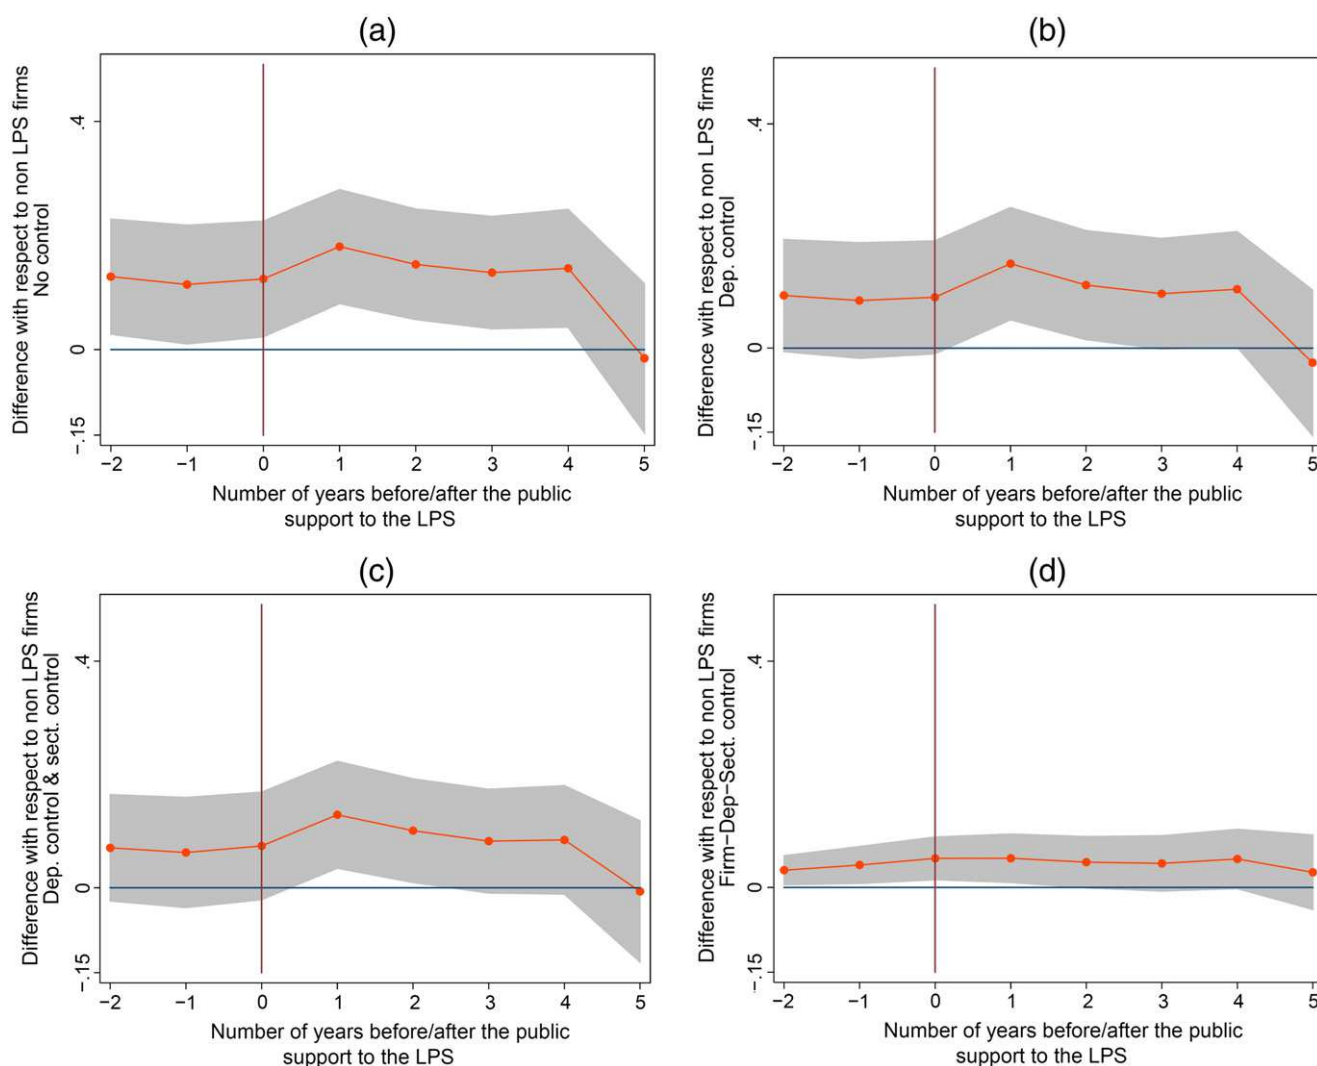 (a)
Difference with respect to non LPS firms
No control
.4
0
−.15
−2 −1 0 1 2 3 4 5
Number of years before/after the public
support to the LPS
(b)
Difference with respect to non LPS firms
Dep. control
.4
0
−.15
−2 −1 0 1 2 3 4 5
Number of years before/after the public
support to the LPS
(c)
Difference with respect to non LPS firms
Dep. control & sect. control
.4
0
−.15
−2 −1 0 1 2 3 4 5
Number of years before/after the public
support to the LPS
(d)
Difference with respect to non LPS firms
Firm−Dep−Sect. control
.4
0
−.15
−2 −1 0 1 2 3 4 5
Number of years before/after the public
support to the LPS